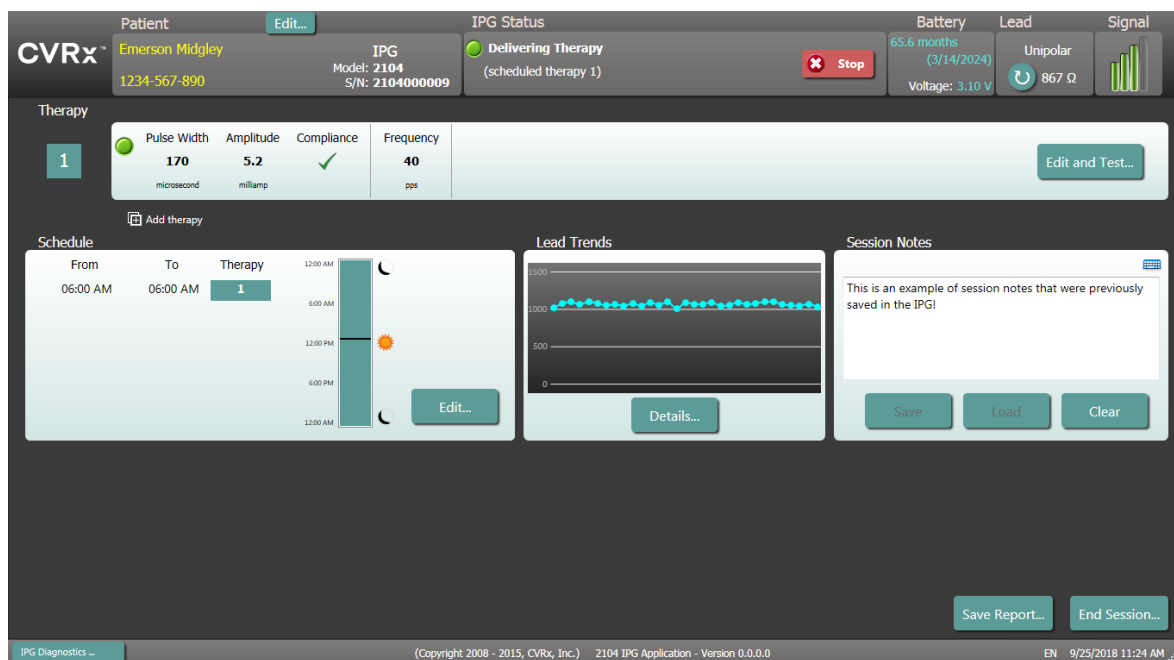 Patient
Edit...
IPG Status
Battery
Lead
Signal
CVRx™
Emerson Midgley
1234-567-890
IPG
Model: 2104
S/N: 2104000009
Delivering Therapy
(scheduled therapy 1)
Stop
65.6 months
(3/14/2024)
Voltage: 3.10 V
Unipolar
867 Ω
Therapy
1
Pulse Width
170
microsecond
Amplitude
5.2
milliamp
Compliance
Frequency
40
pps
Edit and Test...
Add therapy
Schedule
From To Therapy
06:00 AM 06:00 AM 1
12:00 AM
6:00 AM
12:00 PM
6:00 PM
12:00 AM
Edit...
Lead Trends
1500
1000
500
0
Details...
Session Notes
This is an example of session notes that were previously
saved in the IPG!
Save
Load
Clear
Save Report...
End Session...
IPG Diagnostics ...
(Copyright 2008 - 2015, CVRx, Inc.) 2104 IPG Application - Version 0.0.0.0
EN 9/25/2018 11:24 AM